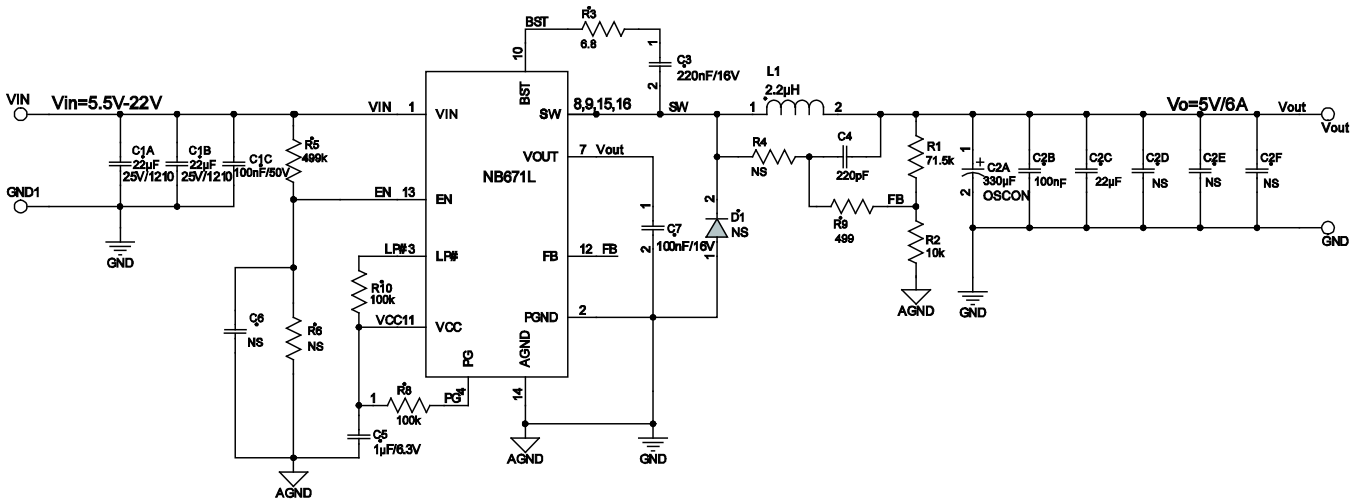 BST
R3
6.8
10
1
C3
220nF/16V
2
VIN
Vin=5.5V-22V
VIN
1
VIN
BST
SW
8,9,15,16
SW
L1
2.2µH
1
2
Vo=5V/6A
Vout
Vout
C1A
22µF
25V/1210
C1B
22µF
25V/1210
C1C
100nF/50V
R5
499k
GND1
GND
EN
13
EN
VOUT
7
Vout
NB671L
R4
NS
C4
220pF
R1
71.5k
R9
499
FB
R2
10k
AGND
1
C2A
330µF
OSCON
2
+
C2B
100nF
C2C
22µF
C2D
NS
C2E
NS
C2F
NS
GND
GND
1
C7
100nF/16V
2
2
D1
NS
1
LP#
3
LP#
FB
12
FB
R10
100k
VCC
11
VCC
PGND
2
AGND
14
PG
4
PG
C6
NS
R6
NS
1
R8
100k
C5
1µF/6.3V
AGND
AGND
GND